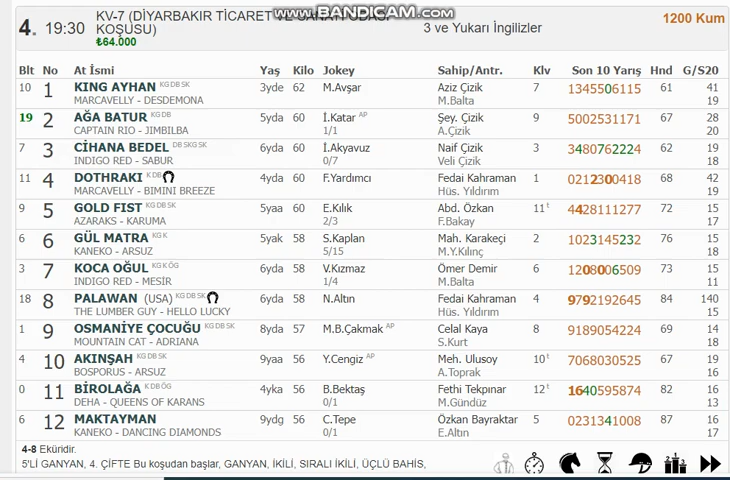 www.BANDICAM.com
4. 19:30 KV-7 (DİYARBAKIR TİCARET VE SANAYİ ODASI KOŞUSU)
₺64.000
3 ve Yukarı İngilizler
1200 Kum
Blt No At İsmi Yaş Kilo Jokey Sahip/Antr. Klv Son 10 Yarış Hnd G/S20
10 1 KING AYHAN KG DB SK 3yde 62 M.Avşar Aziz Çizik 7 1345506115 61 41
MARCAVELLY - DESDEMONA M.Balta 19
19 2 AĞA BATUR KG DB 5yde 60 İ.Katar AP Şey. Çizik 9 5002531171 67 28
CAPTAIN RIO - JIMBILBA 1/1 A.Çizik 20
7 3 CİHANA BEDEL DB SKG SK 6yda 60 İ.Akyavuz Naif Çizik 3 3480762224 62 19
INDIGO RED - SABUR 0/7 Veli Çizik 18
11 4 DOTHRAKI K DB 4yda 60 F.Yardımcı Fedai Kahraman 1 0212300418 68 42
MARCAVELLY - BIMINI BREEZE Hüs. Yıldırım 19
9 5 GOLD FIST KG DB SK 5yaa 60 E.Kılık Abd. Özkan 11 t 4428111277 72 15
AZARAKS - KARUMA 2/3 F.Bakay 17
6 6 GÜL MATRA KG K 5yak 58 S.Kaplan Mah. Karakeçi 2 1023145232 76 15
KANEKO - ARSUZ 5/15 M.Y.Kılınç 18
3 7 KOCA OĞUL KG K ÖG 6yda 58 V.Kızmaz Ömer Demir 6 1208006509 73 15
INDIGO RED - MESİR 1/4 M.Balta 11
18 8 PALAWAN (USA) KG DB SK 6yda 58 N.Altın Fedai Kahraman 4 9792192645 84 140
THE LUMBER GUY - HELLO LUCKY Hüs. Yıldırım 15
1 9 OSMANİYE ÇOCUĞU KG DB SK 8yda 57 M.B.Çakmak AP Celal Kaya 8 9189054224 69 14
MOUNTAIN CAT - ADRIANA S.Kurt 18
4 10 AKINŞAH KG DB SK 9yaa 56 Y.Cengiz AP Meh. Ulusoy 10 t 7068030525 67 19
BOSPORUS - ARSUZ A.Toprak 16
0 11 BİROLAĞA K DB ÖG 4yka 56 B.Bektaş Fethi Tekpınar 12 t 1640595874 82 16
DEHA - QUEENS OF KARANS 0/1 M.Gündüz 13
6 12 MAKTAYMAN 9ydg 56 C.Tepe Özkan Bayraktar 5 0231341008 87 16
KANEKO - DANCING DIAMONDS 0/1 E.Altın 17
4-8 Eküridir.
5'Lİ GANYAN, 4. ÇİFTE Bu koşudan başlar, GANYAN, İKİLİ, SIRALI İKİLİ, ÜÇLÜ BAHİS,